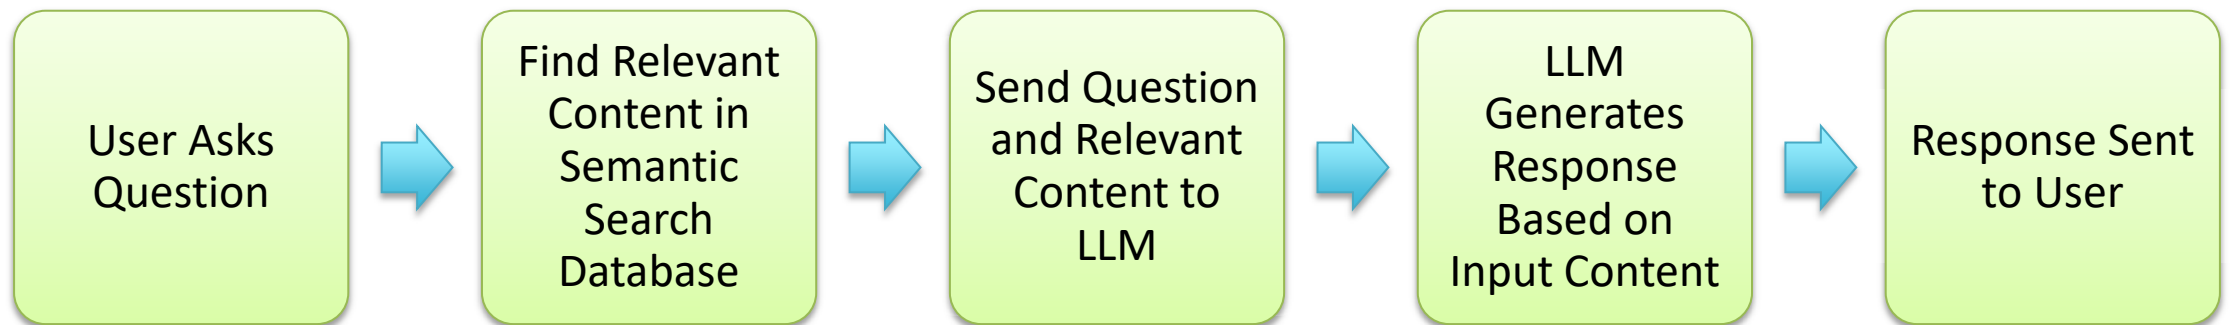 User Asks
Question
Find Relevant
Content in
Semantic
Search
Database
Send Question
and Relevant
Content to
LLM
LLM
Generates
Response
Based on
Input Content
Response Sent
to User